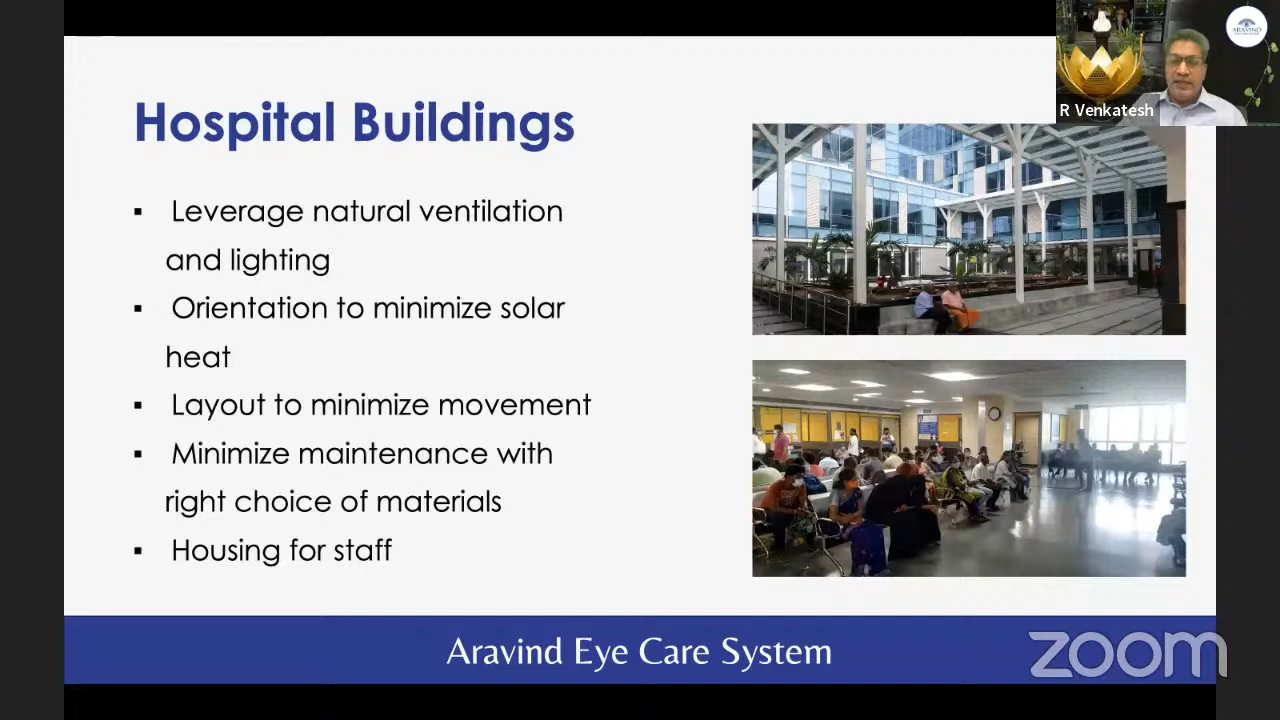 ARAVIND
R Venkatesh
Hospital Buildings
▪ Leverage natural ventilation
and lighting
▪ Orientation to minimize solar
heat
▪ Layout to minimize movement
▪ Minimize maintenance with
right choice of materials
▪ Housing for staff
Aravind Eye Care System
zoom